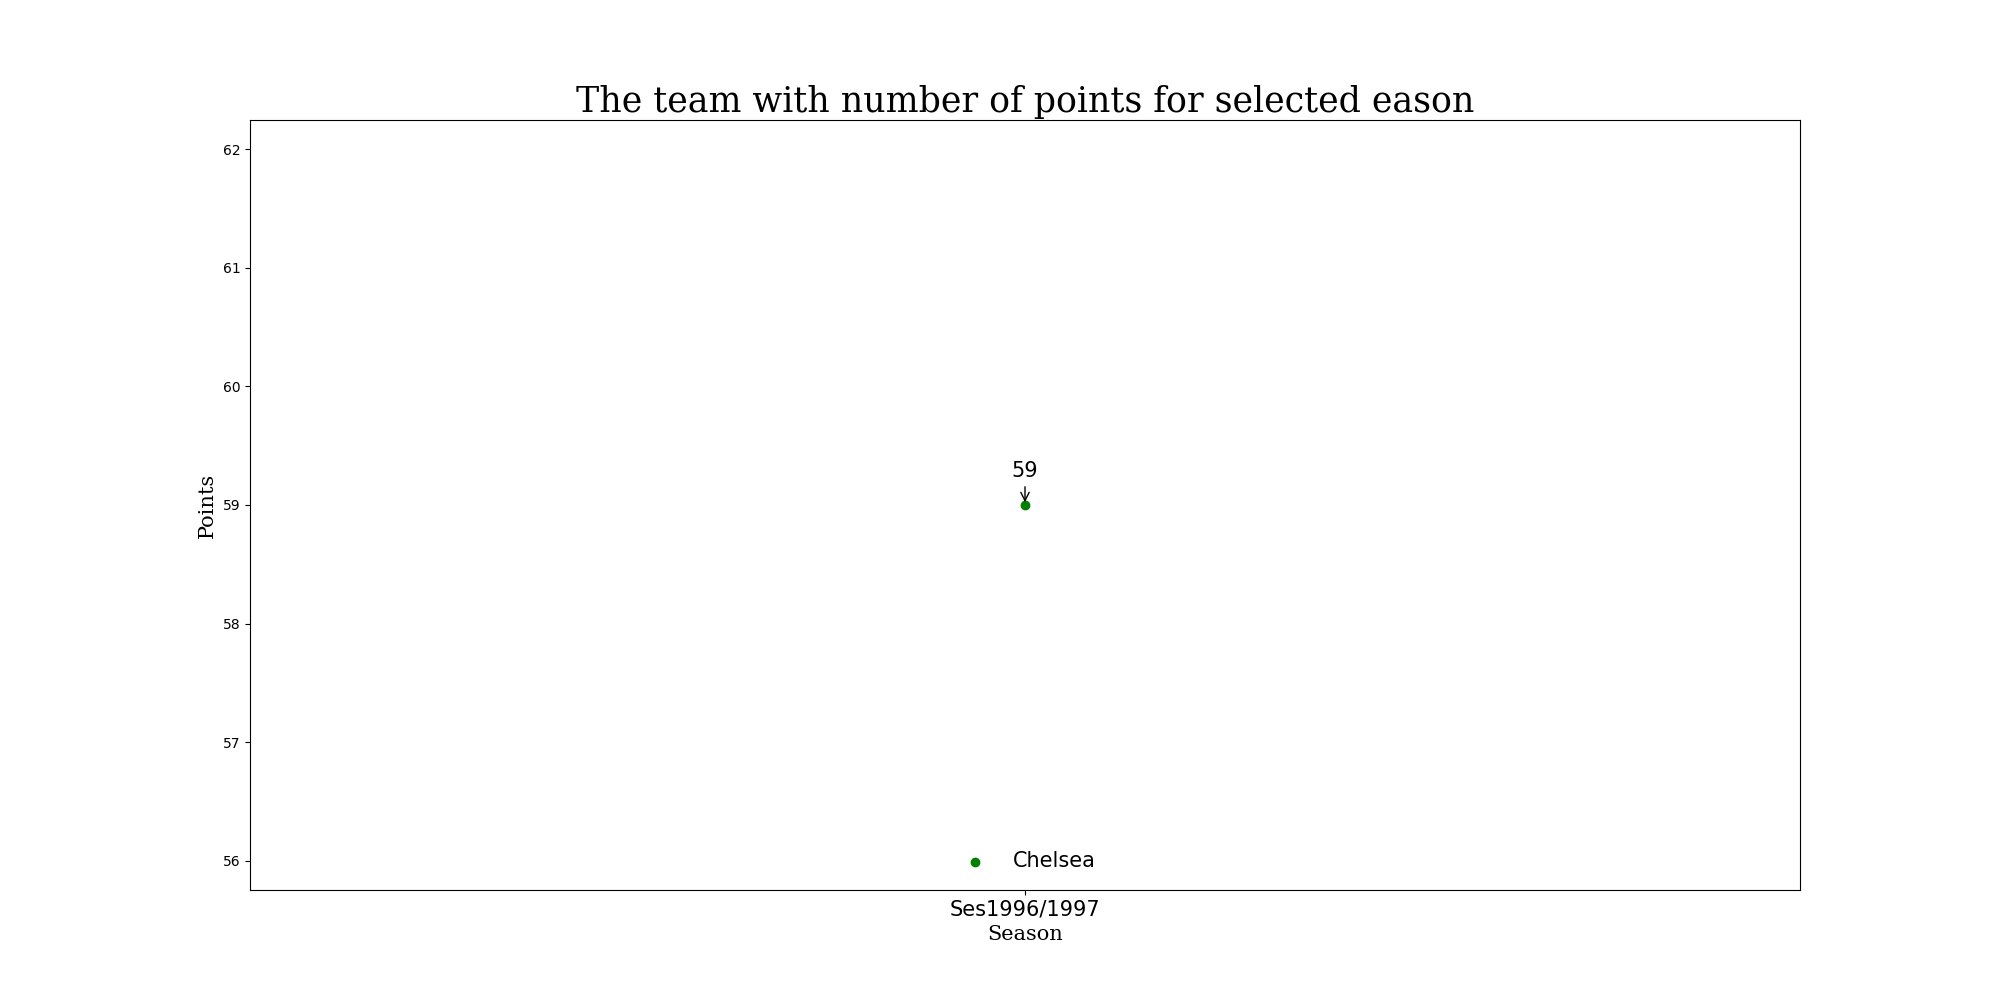 The team with number of points for selected eason
62
61
60
59
58
57
56
Points
59
Chelsea
Ses1996/1997
Season